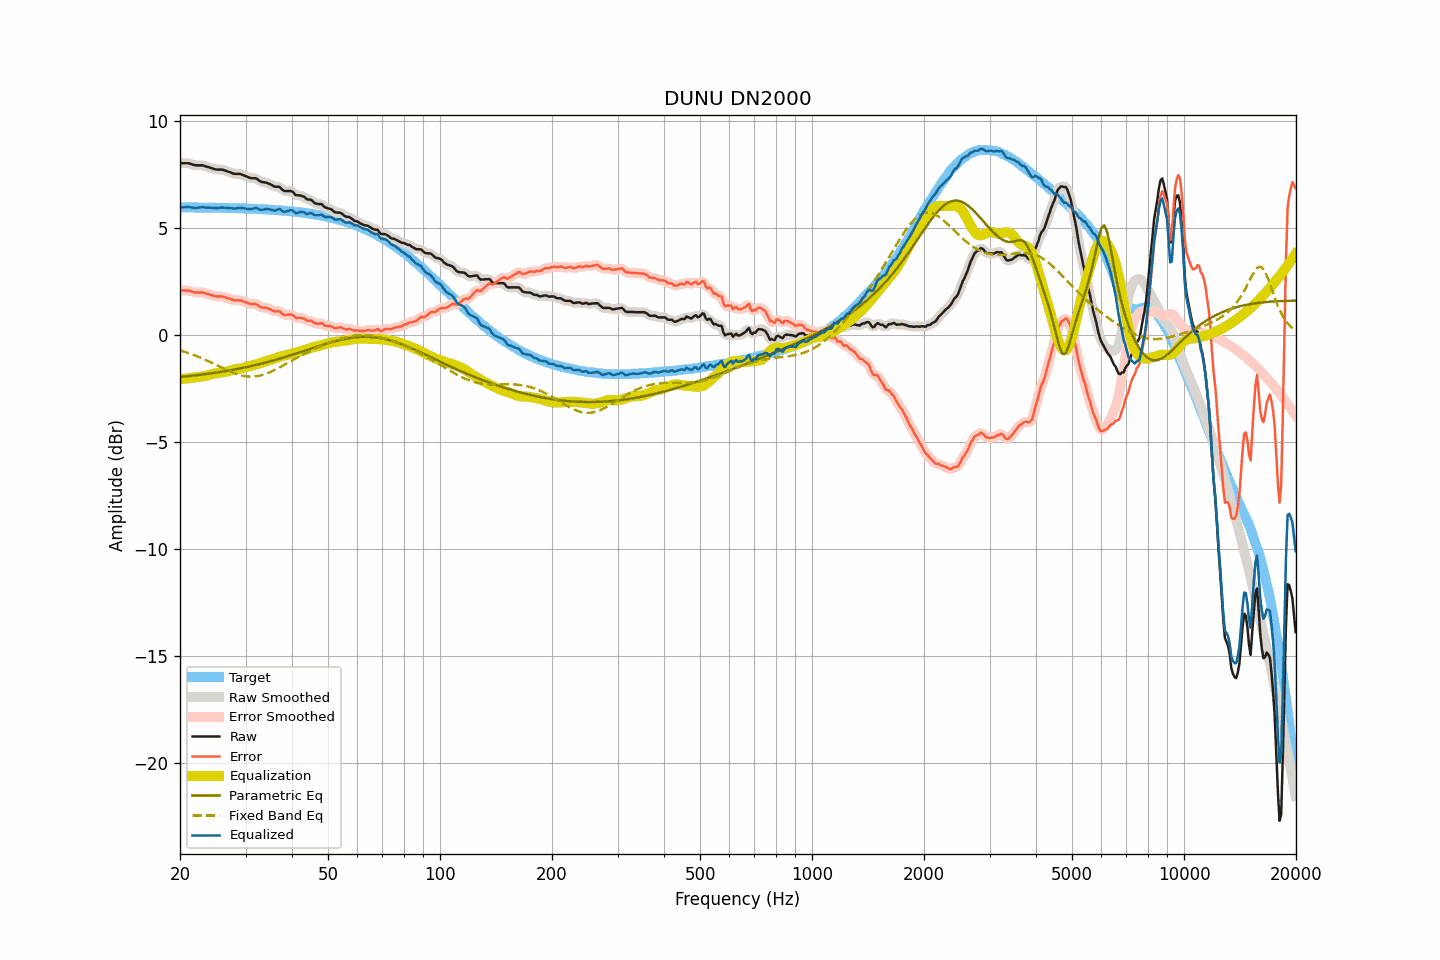 DUNU DN2000
10
5
0
−5
−10
−15
−20
Amplitude (dBr)
Target
Raw Smoothed
Error Smoothed
Raw
Error
Equalization
Parametric Eq
Fixed Band Eq
Equalized
20 50 100 200 500 1000 2000 5000 10000 20000
Frequency (Hz)